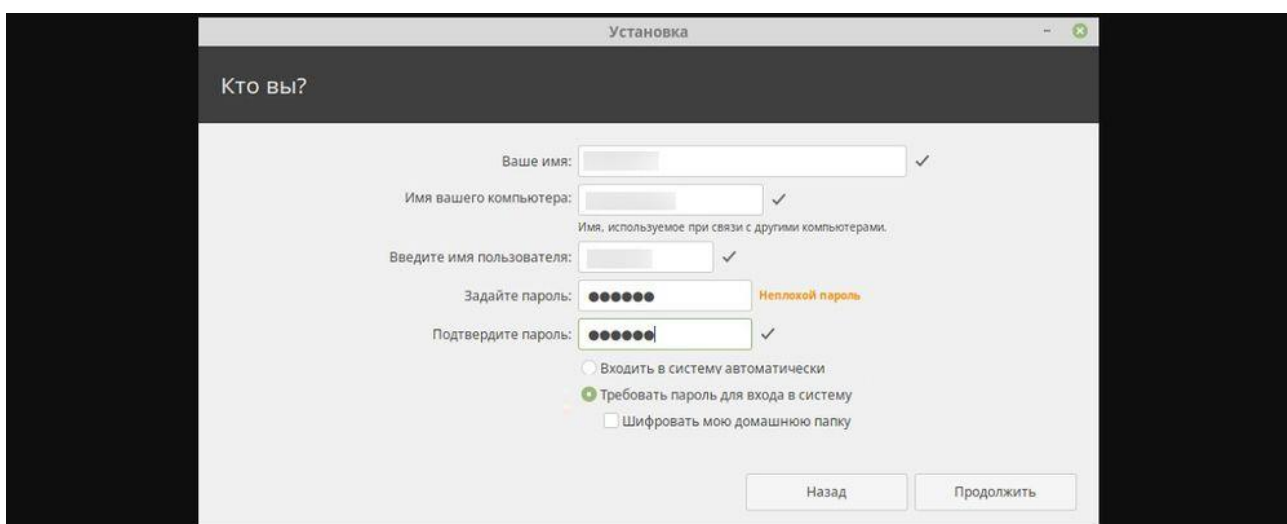 Установка
Кто вы?
Ваше имя:
Имя вашего компьютера:
Имя, используемое при связи с другими компьютерами.
Введите имя пользователя:
Задайте пароль: ●●●●●● Неплохой пароль
Подтвердите пароль: ●●●●●●
Входить в систему автоматически
Требовать пароль для входа в систему
Шифровать мою домашнюю папку
Назад Продолжить